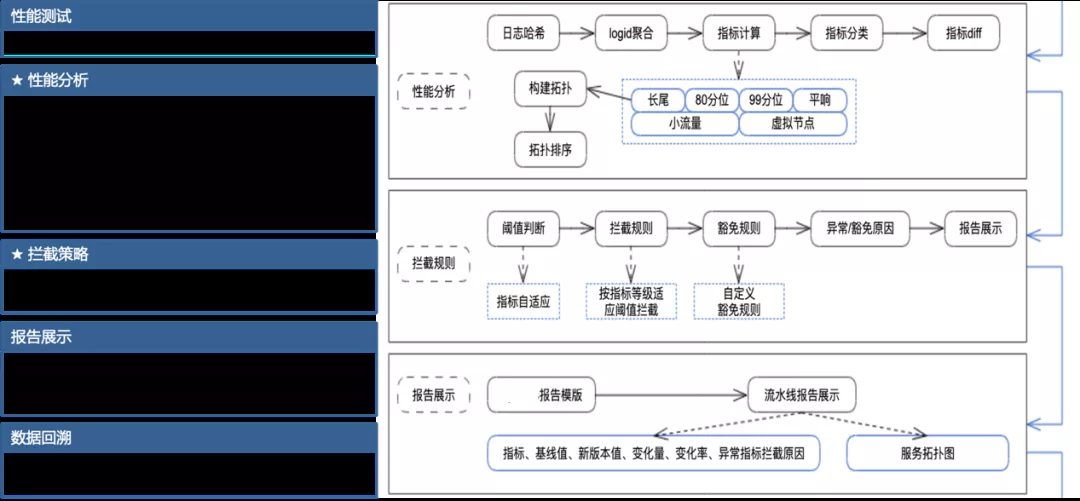 性能测试
★ 性能分析
★ 拦截策略
报告展示
数据回溯
性能分析
日志哈希
logid聚合
指标计算
指标分类
指标diff
构建拓扑
长尾
80分位
99分位
平响
小流量
虚拟节点
拓扑排序
拦截规则
阈值判断
拦截规则
豁免规则
异常/豁免原因
报告展示
指标自适应
按指标等级适
应阈值拦截
自定义
豁免规则
报告展示
报告模版
流水线报告展示
指标、基线值、新版本值、变化量、变化率、异常指标拦截原因
服务拓扑图